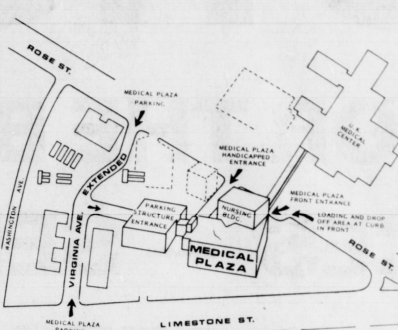 ROSE ST.
MEDICAL PLAZA
PARKING
U.K.
MEDICAL
CENTER
MEDICAL PLAZA
HANDICAPPED
ENTRANCE
EXTENDED
WASHINGTON AVE.
VIRGINIA AVE.
PARKING
STRUCTURE
ENTRANCE
NURSING
BLDG.
MEDICAL PLAZA
FRONT ENTRANCE
LOADING AND DROP
OFF AREA AT CURB
IN FRONT
MEDICAL
PLAZA
ROSE ST.
MEDICAL PLAZA
LIMESTONE ST.